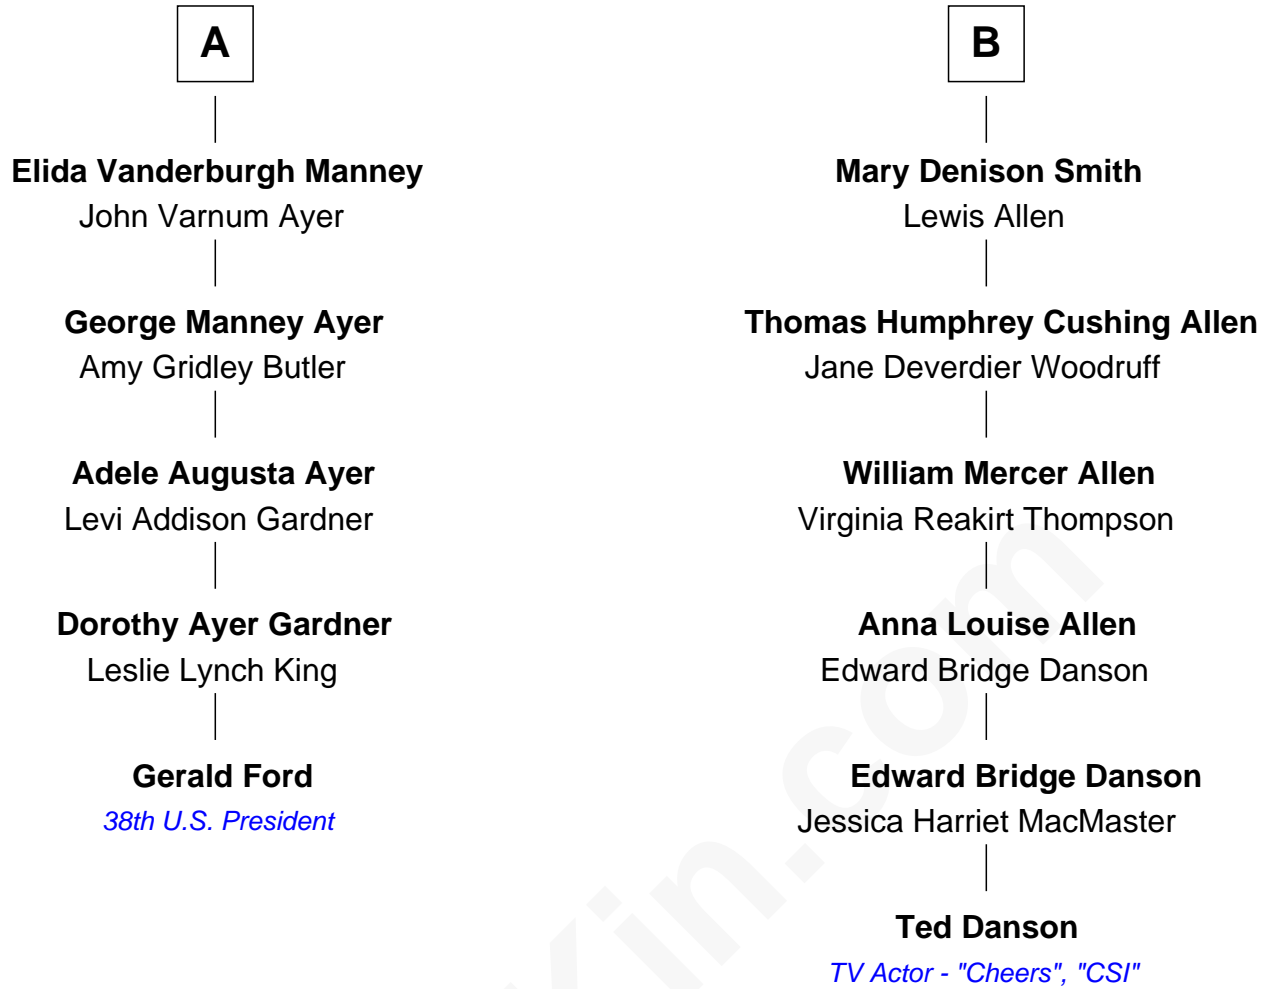 A
Elida Vanderburgh Manney
John Varnum Ayer
George Manney Ayer
Amy Gridley Butler
Adele Augusta Ayer
Levi Addison Gardner
Dorothy Ayer Gardner
Leslie Lynch King
Gerald Ford
38th U.S. President
B
Mary Denison Smith
Lewis Allen
Thomas Humphrey Cushing Allen
Jane Deverdier Woodruff
William Mercer Allen
Virginia Reakirt Thompson
Anna Louise Allen
Edward Bridge Danson
Edward Bridge Danson
Jessica Harriet MacMaster
Ted Danson
TV Actor - "Cheers", "CSI"